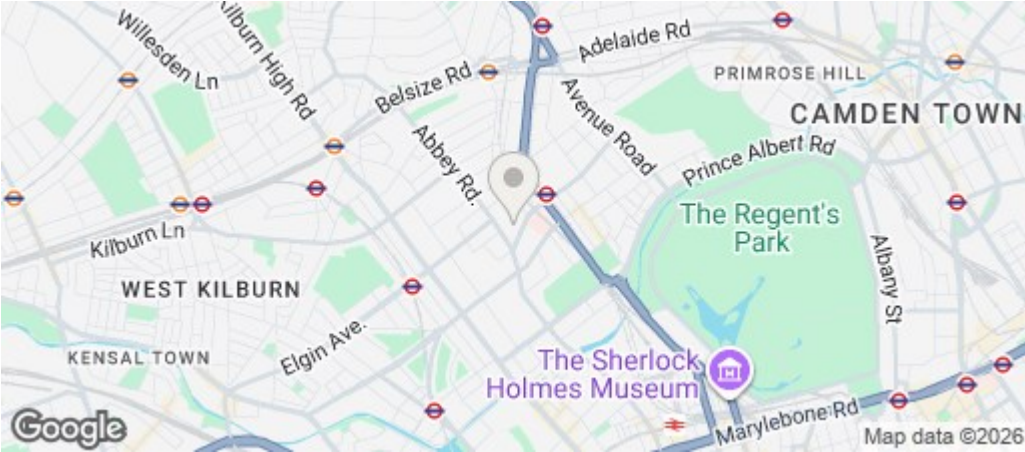 Willesden Ln
Kilburn High Rd
Adelaide Rd
Belsize Rd
PRIMROSE HILL
CAMDEN TOWN
Avenue Road
Abbey Rd.
Prince Albert Rd
The Regent's
Park
Kilburn Ln
Albany St
WEST KILBURN
Elgin Ave.
KENSAL TOWN
The Sherlock
Holmes Museum
Marylebone Rd
Google
Map data ©2026